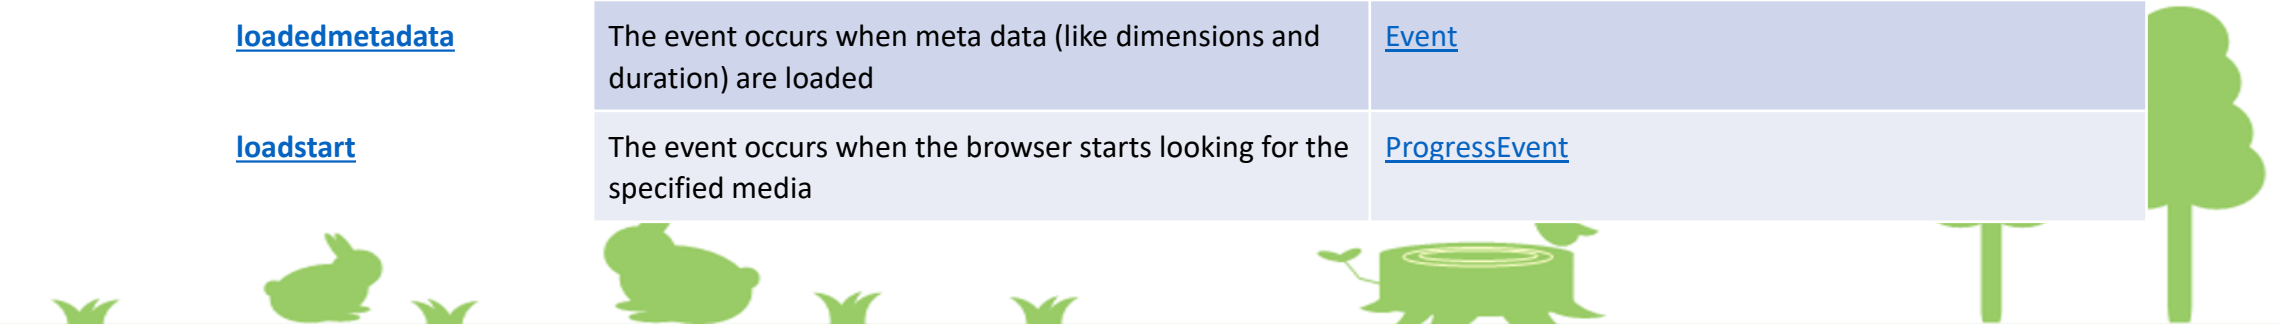 loadedmetadata The event occurs when meta data (like dimensions and Event
duration) are loaded
loadstart The event occurs when the browser starts looking for the ProgressEvent
specified media